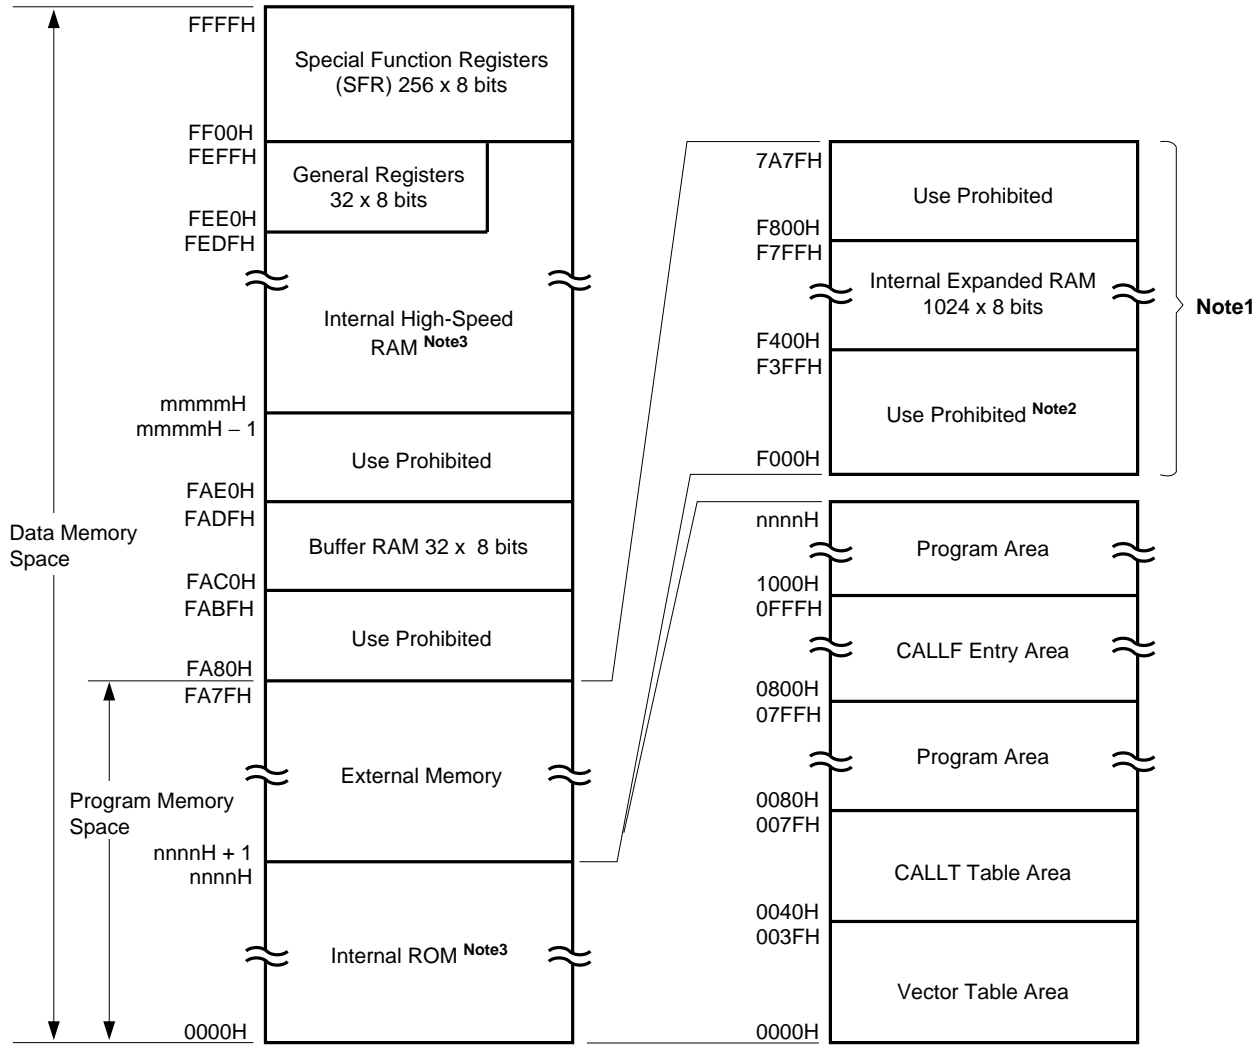 FFFFH
Special Function Registers
(SFR) 256 x 8 bits
FF00H
FEFFH
General Registers
32 x 8 bits
FEE0H
FEDFH
Internal High-Speed
RAM Note3
mmmmH
mmmmH – 1
Use Prohibited
FAE0H
FADFH
Buffer RAM 32 x 8 bits
FAC0H
FABFH
Use Prohibited
FA80H
FA7FH
External Memory
nnnnH + 1
nnnnH
Internal ROM Note3
0000H
Data Memory
Space
Program Memory
Space
7A7FH
Use Prohibited
F800H
F7FFH
Internal Expanded RAM
1024 x 8 bits
F400H
F3FFH
Use Prohibited Note2
F000H
Note1
nnnnH
Program Area
1000H
0FFFH
CALLF Entry Area
0800H
07FFH
Program Area
0080H
007FH
CALLT Table Area
0040H
003FH
Vector Table Area
0000H